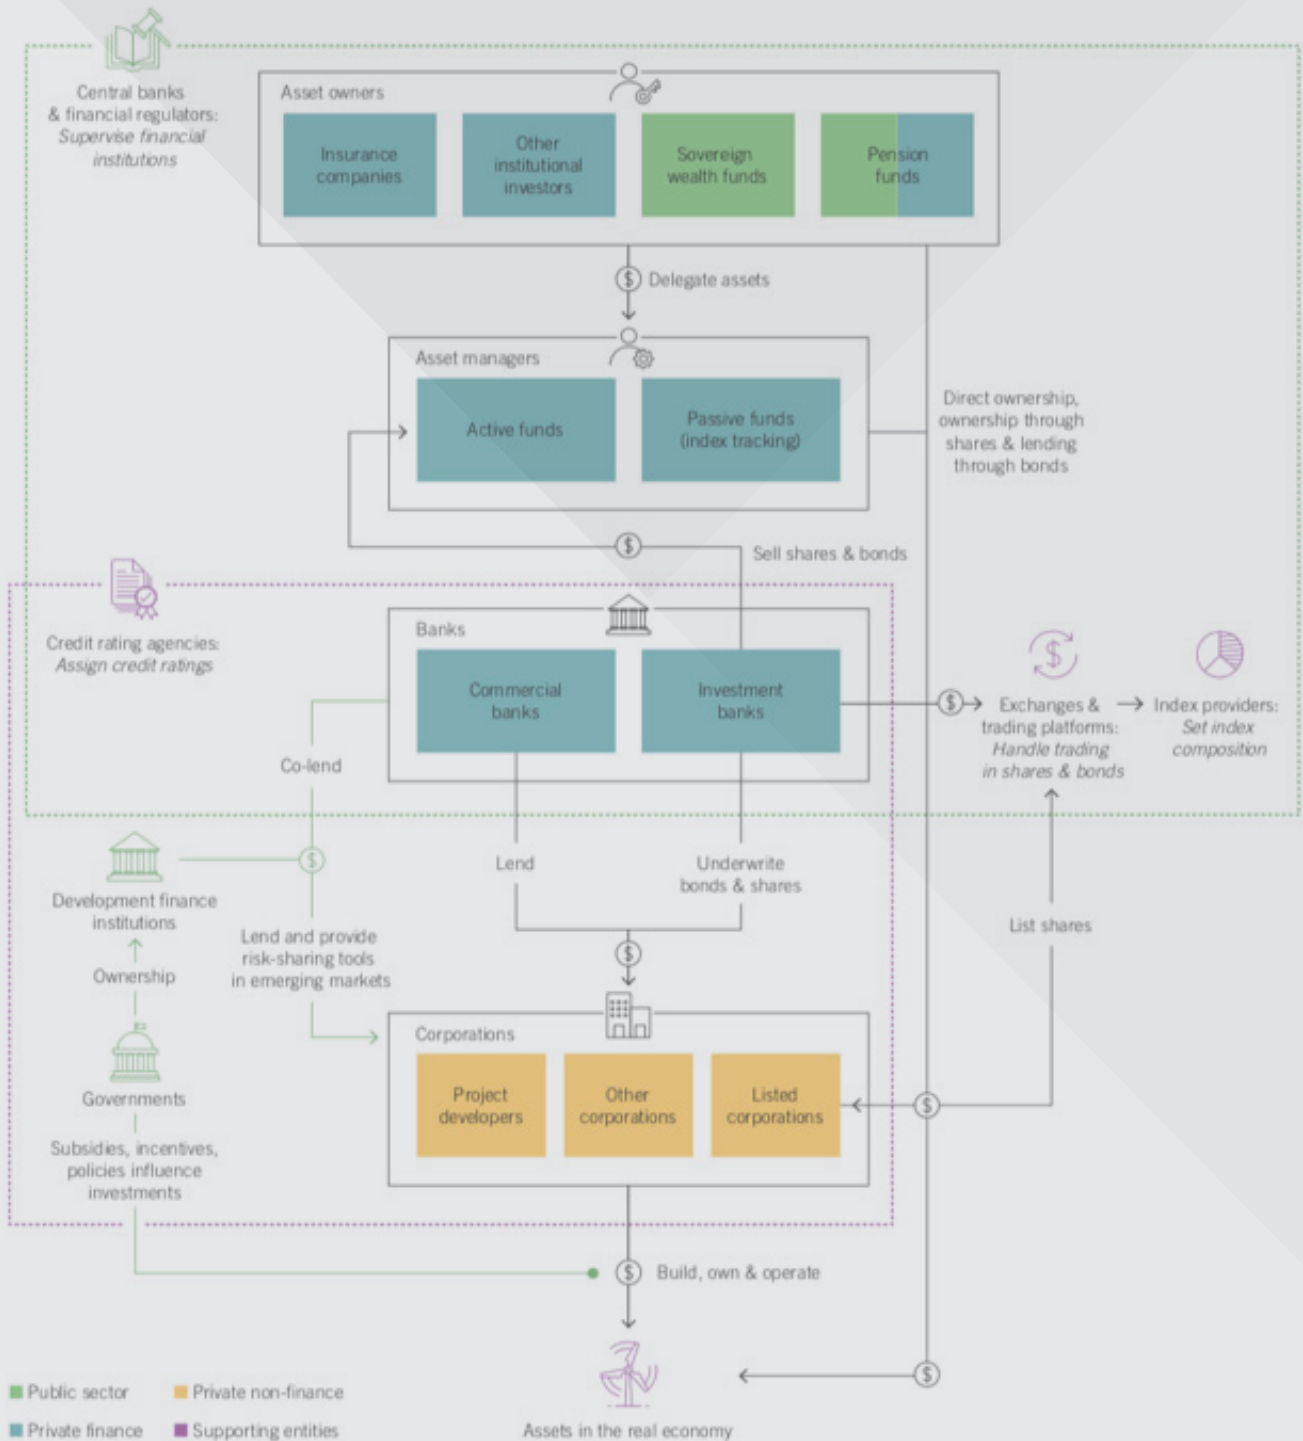 Central banks
& financial regulators:
Supervise financial
institutions
Asset owners
Insurance
companies
Other
institutional
investors
Sovereign
wealth funds
Pension
funds
$
Delegate assets
Asset managers
Active funds
Passive funds
(index tracking)
Direct ownership,
ownership through
shares & lending
through bonds
$
Sell shares & bonds
Credit rating agencies:
Assign credit ratings
Banks
Commercial
banks
Investment
banks
$
$
Exchanges &
trading platforms:
Handle trading
in shares & bonds
Index providers:
Set index
composition
Co-lend
$
Development finance
institutions
Lend
Underwrite
bonds & shares
List shares
Ownership
Lend and provide
risk-sharing tools
in emerging markets
$
Governments
Subsidies, incentives,
policies influence
investments
Corporations
Project
developers
Other
corporations
Listed
corporations
$
$
Build, own & operate
$
Assets in the real economy
Public sector
Private non-finance
Private finance
Supporting entities